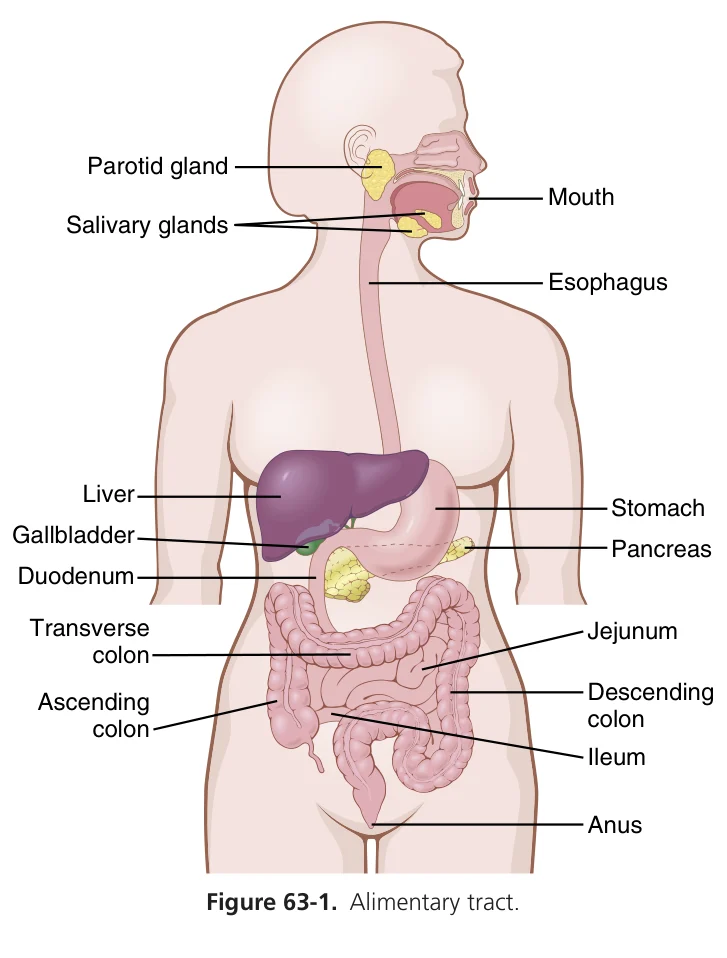 Parotid gland
Salivary glands
Mouth
Esophagus
Liver
Gallbladder
Duodenum
Stomach
Pancreas
Transverse
colon
Ascending
colon
Jejunum
Descending
colon
Ileum
Anus
Figure 63-1. Alimentary tract.